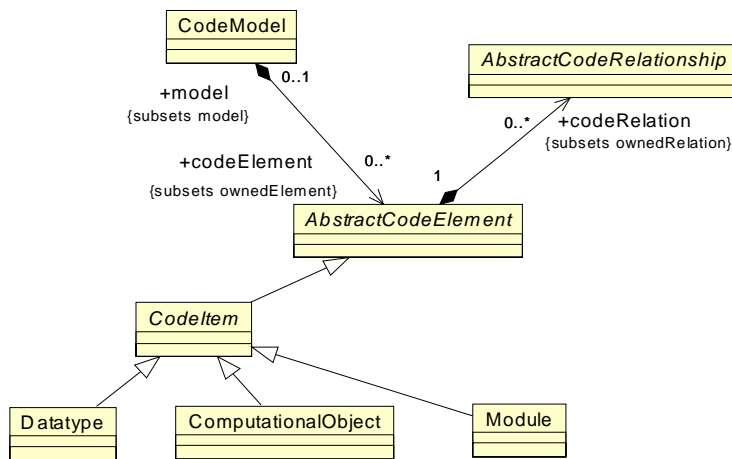 CodeModel
AbstractCodeRelationship
0..1
+model
{subsets model}
0..*
+codeRelation
{subsets ownedRelation}
+codeElement
0..*
{subsets ownedElement}
1
AbstractCodeElement
CodeItem
Datatype
ComputationalObject
Module